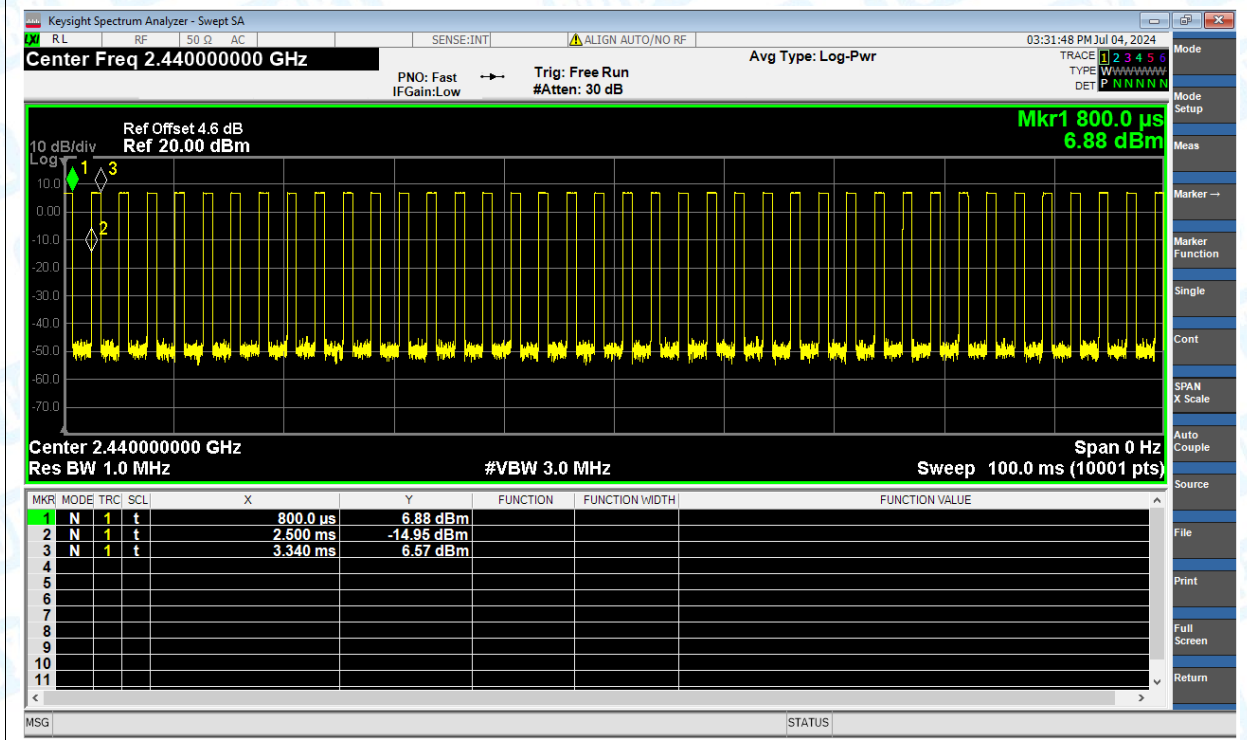 Keysight Spectrum Analyzer - Swept SA
LXI RL RF 50 Ω AC SENSE:INT ALIGN AUTO/NO RF 03:31:48 PM Jul 04, 2024
Center Freq 2.440000000 GHz
Avg Type: Log-Pwr
TRACE 1 2 3 4 5 6
TYPE WWWWWW
DET P N N N N N
PNO: Fast
IFGain:Low
Trig: Free Run
#Atten: 30 dB
Mkr1 800.0 µs
6.88 dBm
Ref Offset 4.6 dB
Ref 20.00 dBm
10 dB/div
Log
1
3
2
10.0
0.00
-10.0
-20.0
-30.0
-40.0
-50.0
-60.0
-70.0
Center 2.440000000 GHz
Span 0 Hz
Res BW 1.0 MHz
#VBW 3.0 MHz
Sweep 100.0 ms (10001 pts)
MKR MODE TRC SCL X Y FUNCTION FUNCTION WIDTH FUNCTION VALUE
1 N 1 t 800.0 µs 6.88 dBm
2 N 1 t 2.500 ms -14.95 dBm
3 N 1 t 3.340 ms 6.57 dBm
4
5
6
7
8
9
10
11
MSG
STATUS
Mode
Mode
Setup
Meas
Marker →
Marker
Function
Single
Cont
SPAN
X Scale
Auto
Couple
Source
File
Print
Full
Screen
Return